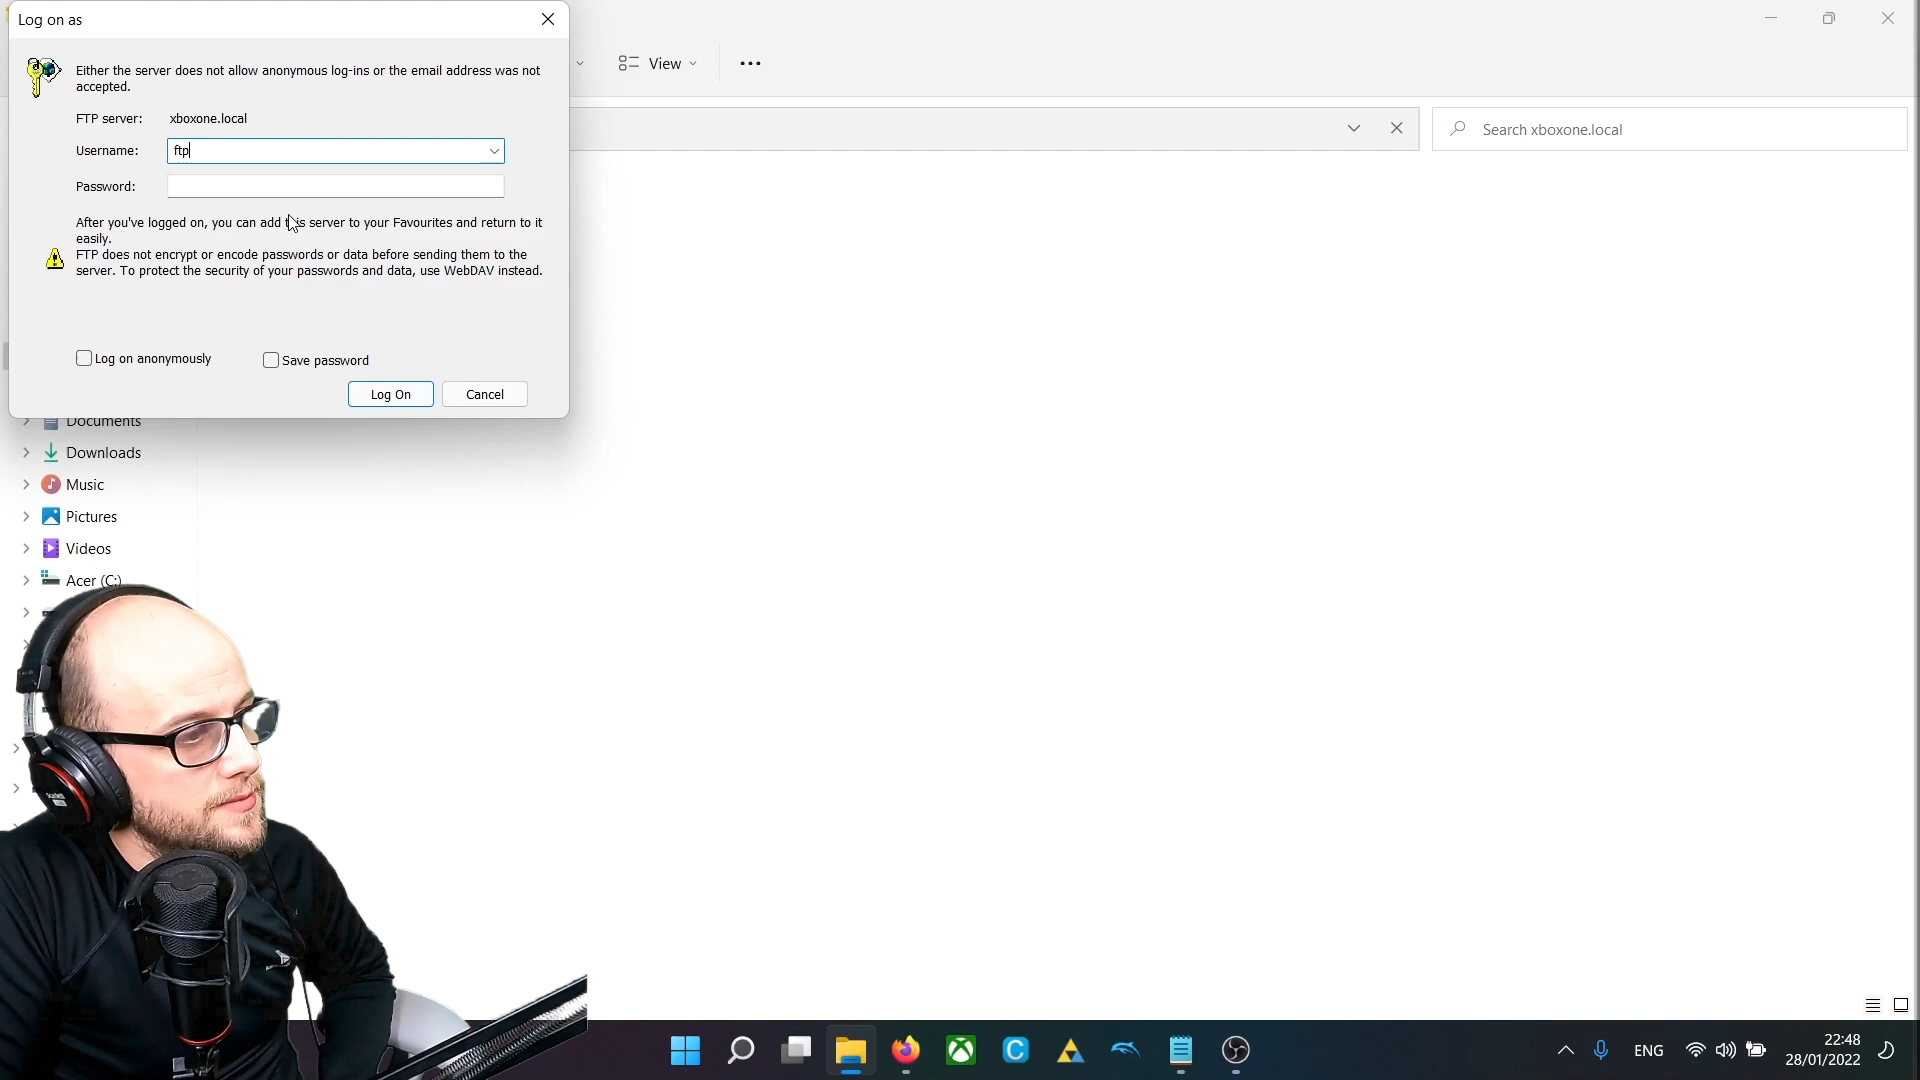 Log on as
Either the server does not allow anonymous log-ins or the email address was not
accepted.
FTP server: xboxone.local
Username: ftp
Password:
After you've logged on, you can add this server to your Favourites and return to it
easily.
FTP does not encrypt or encode passwords or data before sending them to the
server. To protect the security of your passwords and data, use WebDAV instead.
Log on anonymously
Save password
Log On
Cancel
View
Search xboxone.local
Documents
Downloads
Music
Pictures
Videos
Acer (C:)
ENG
22:48
28/01/2022